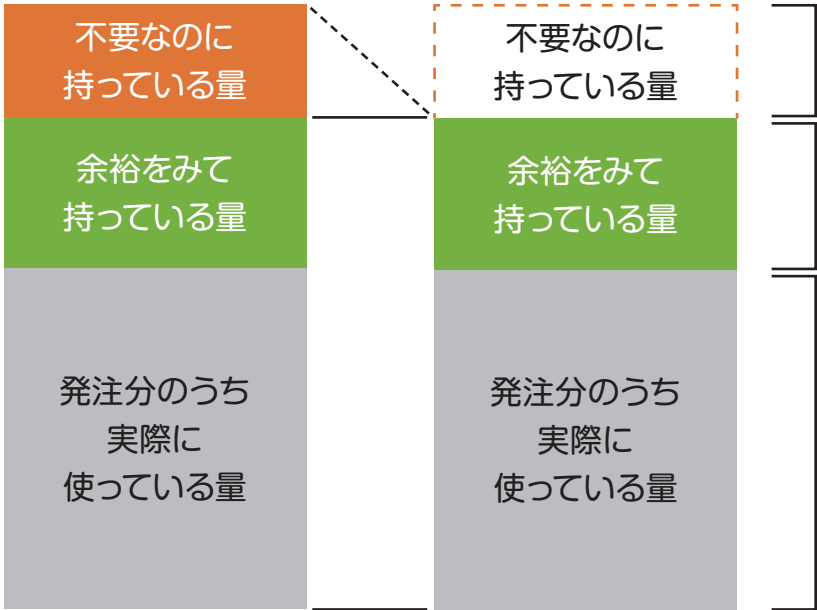 不要なのに
持っている量
余裕をみて
持っている量
発注分のうち
実際に
使っている量
不要なのに
持っている量
余裕をみて
持っている量
発注分のうち
実際に
使っている量